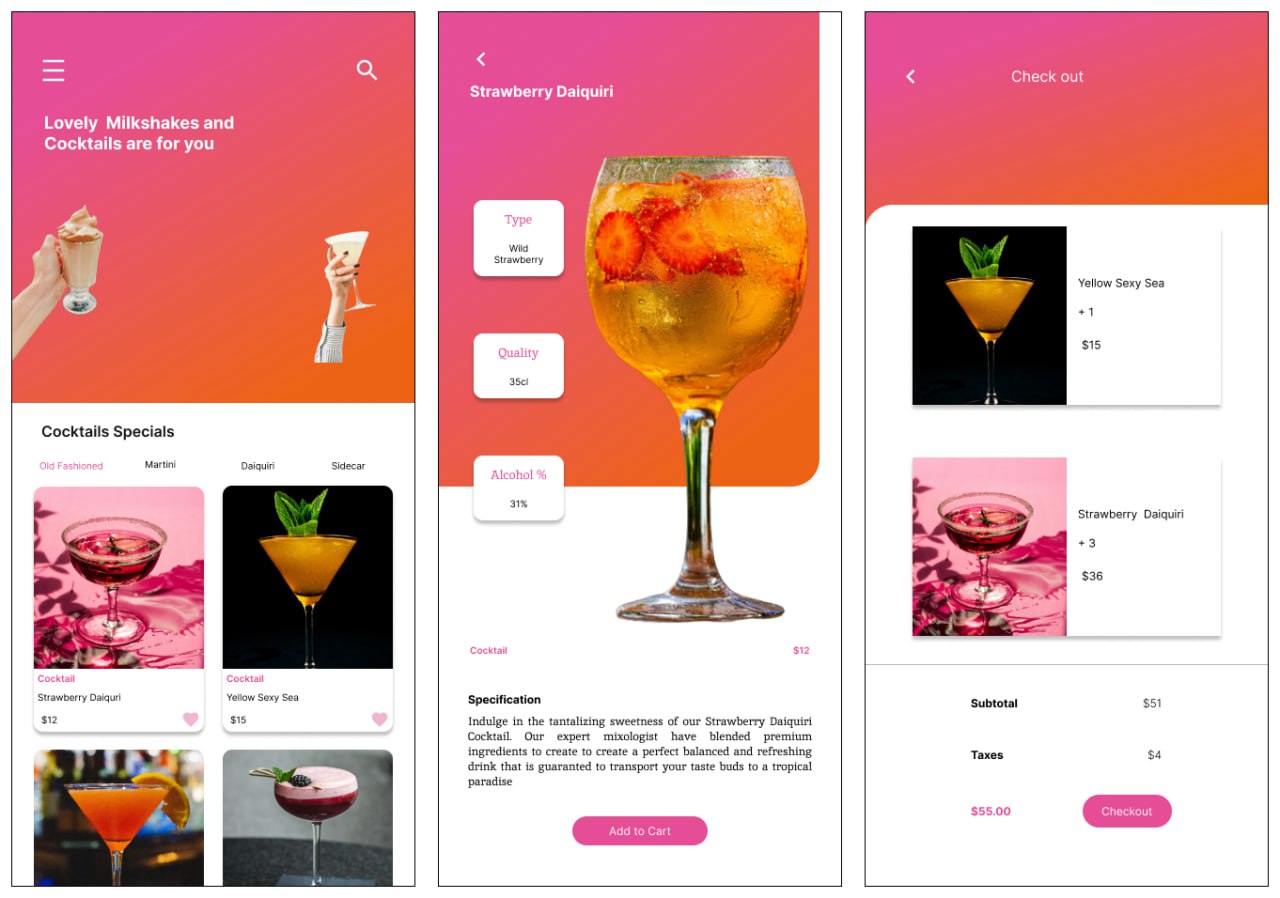 Lovely  Milkshakes and
Cocktails are for you
Cocktails Specials
Old Fashioned Martini Daiquiri Sidecar
Cocktail
Strawberry Daiquri
$12
Cocktail
Yellow Sexy Sea
$15
Strawberry Daiquiri
Type
Wild
Strawberry
Quality
35cl
Alcohol %
31%
Cocktail $12
Specification
Indulge in the tantalizing sweetness of our Strawberry Daiquiri
Cocktail. Our expert mixologist have blended premium
ingredients to create to create a perfect balanced and refreshing
drink that is guaranted to transport your taste buds to a tropical
paradise
Add to Cart
Check out
Yellow Sexy Sea
+ 1
$15
Strawberry  Daiquiri
+ 3
$36
Subtotal $51
Taxes $4
$55.00 Checkout